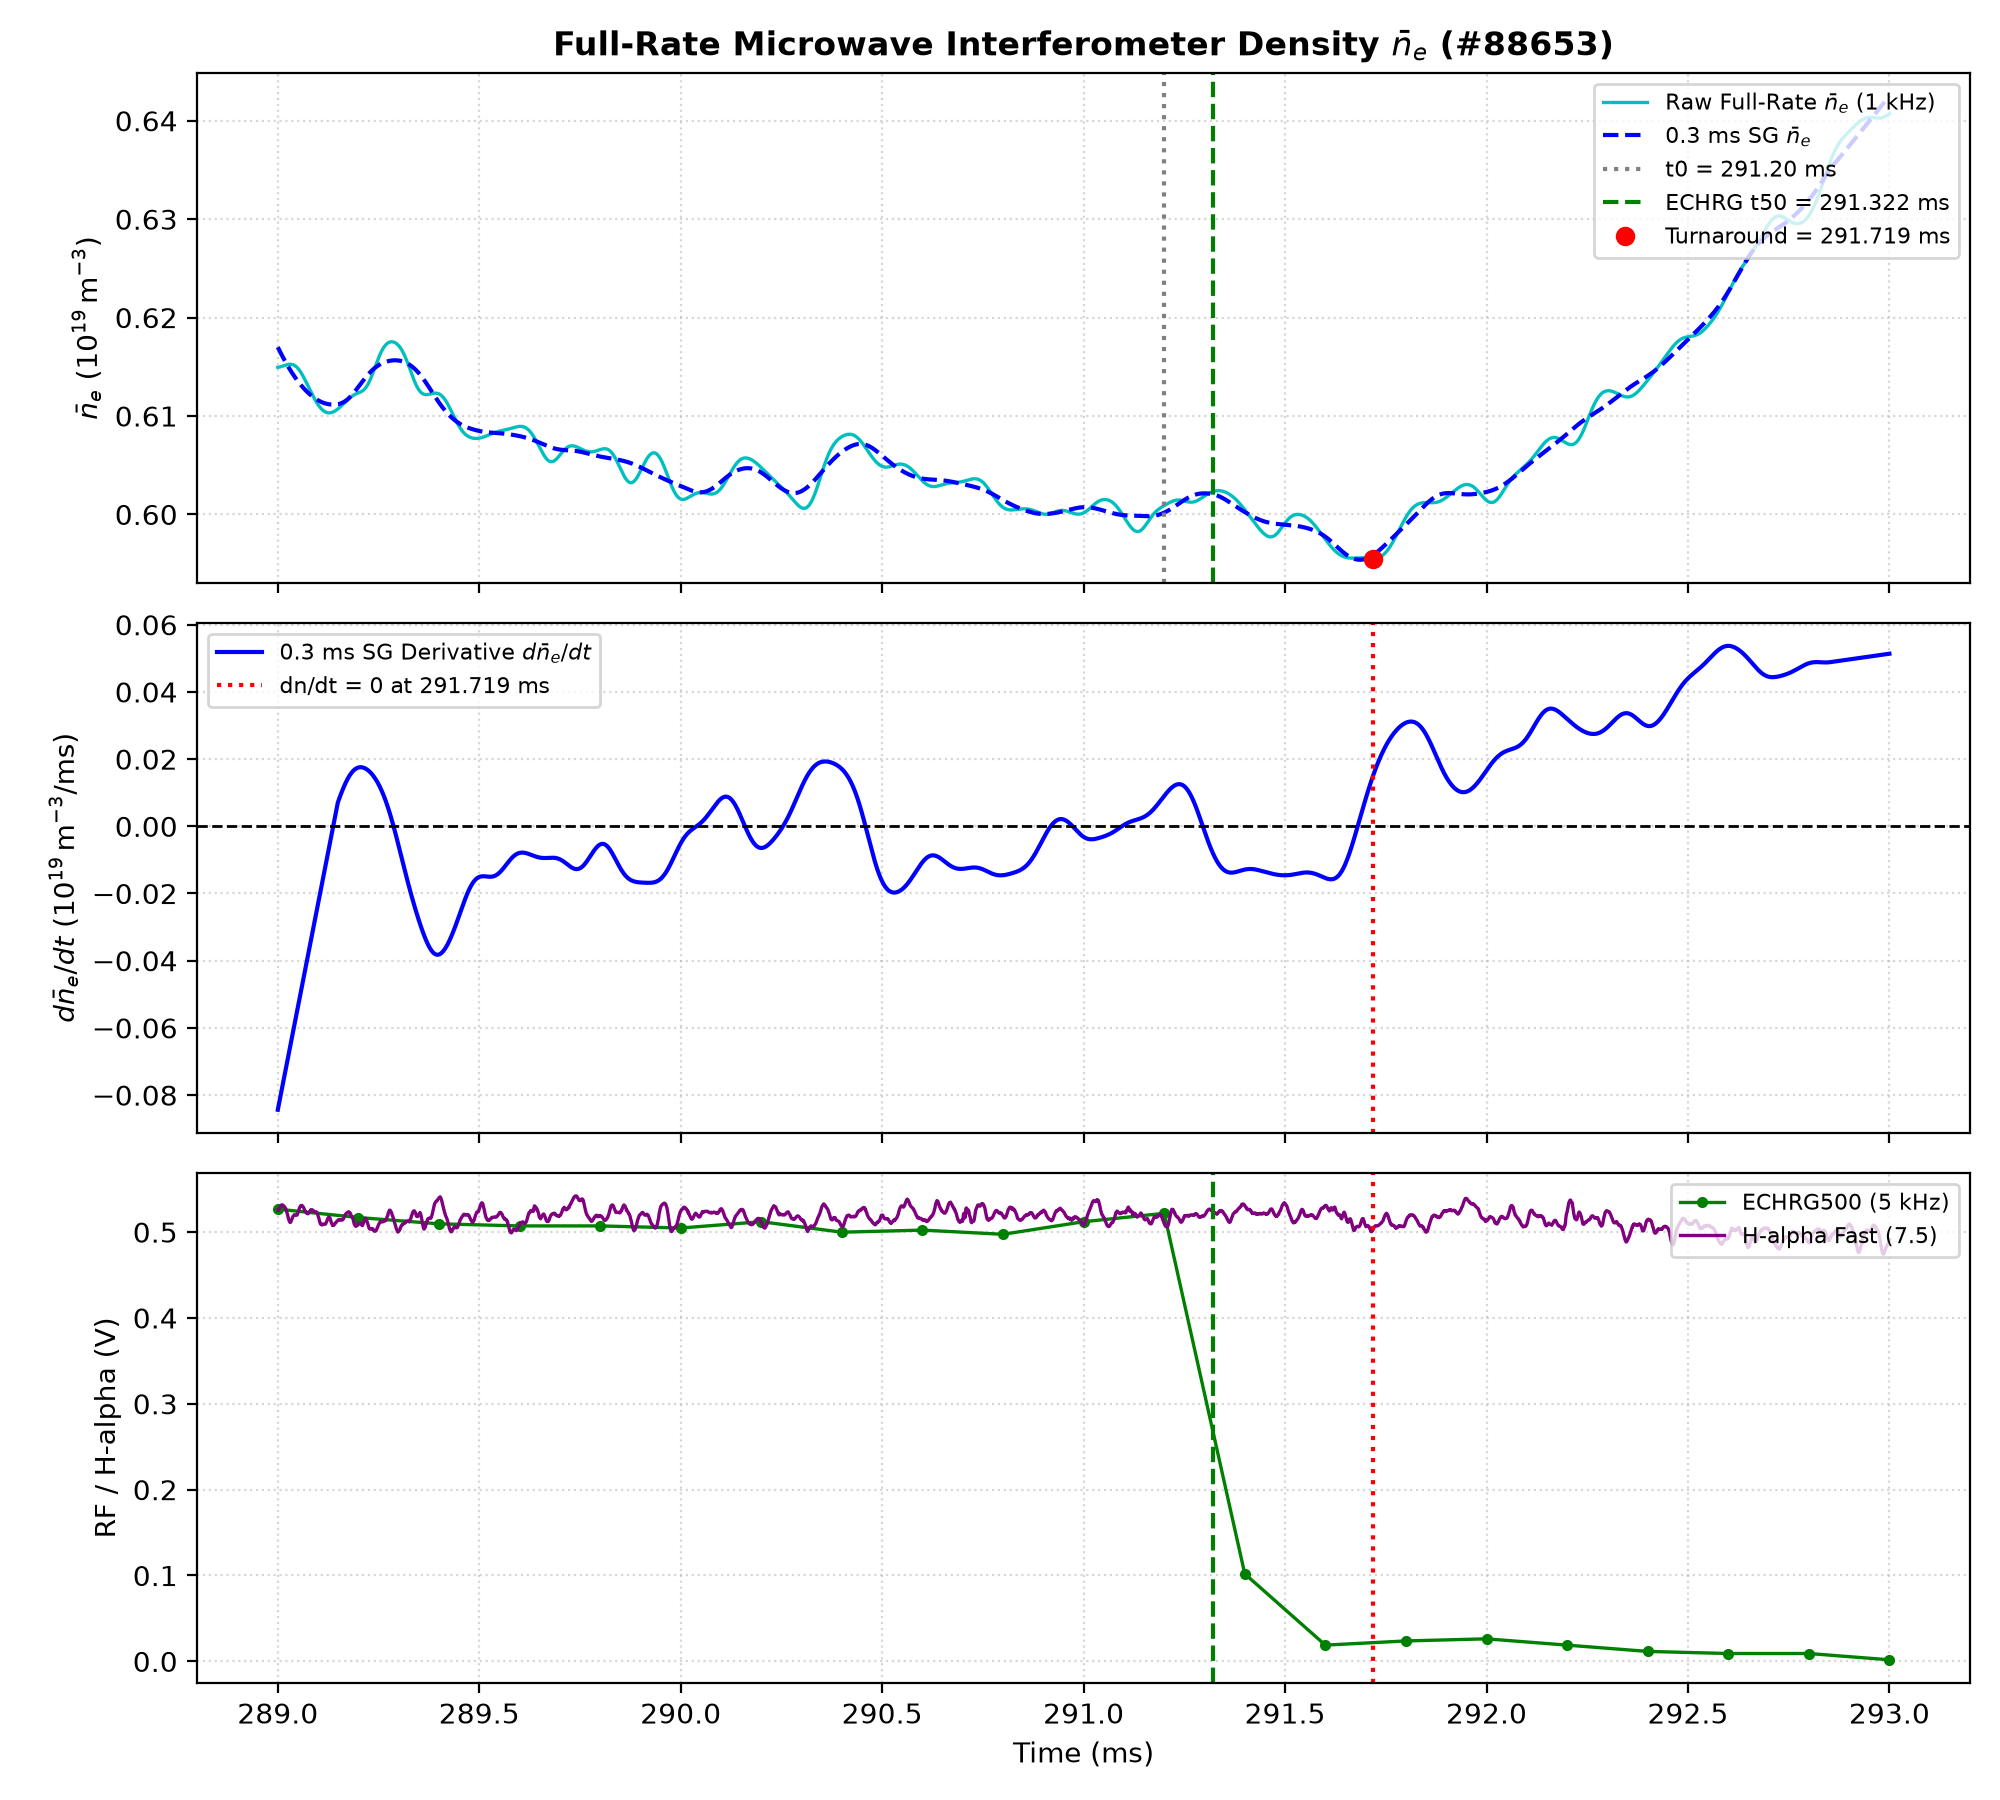 Full-Rate Microwave Interferometer Density n̄ₑ (#88653)
n̄ₑ (10¹⁹ m⁻³)
0.64
0.63
0.62
0.61
0.60
Raw Full-Rate n̄ₑ (1 kHz)
0.3 ms SG n̄ₑ
t0 = 291.20 ms
ECHRG t50 = 291.322 ms
Turnaround = 291.719 ms
dn̄ₑ/dt (10¹⁹ m⁻³/ms)
0.06
0.04
0.02
0.00
−0.02
−0.04
−0.06
−0.08
0.3 ms SG Derivative dn̄ₑ/dt
dn/dt = 0 at 291.719 ms
RF / H-alpha (V)
0.5
0.4
0.3
0.2
0.1
0.0
ECHRG500 (5 kHz)
H-alpha Fast (7.5)
289.0 289.5 290.0 290.5 291.0 291.5 292.0 292.5 293.0
Time (ms)